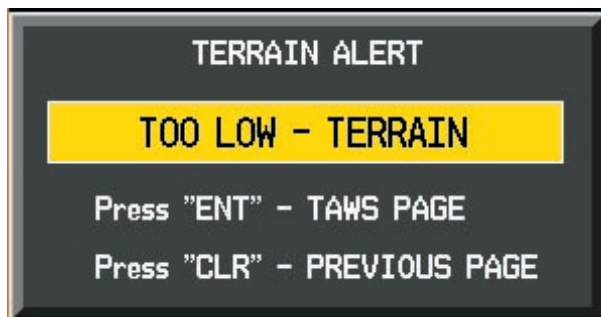 TERRAIN ALERT
TOO LOW - TERRAIN
Press "ENT" - TAWS PAGE
Press "CLR" - PREVIOUS PAGE